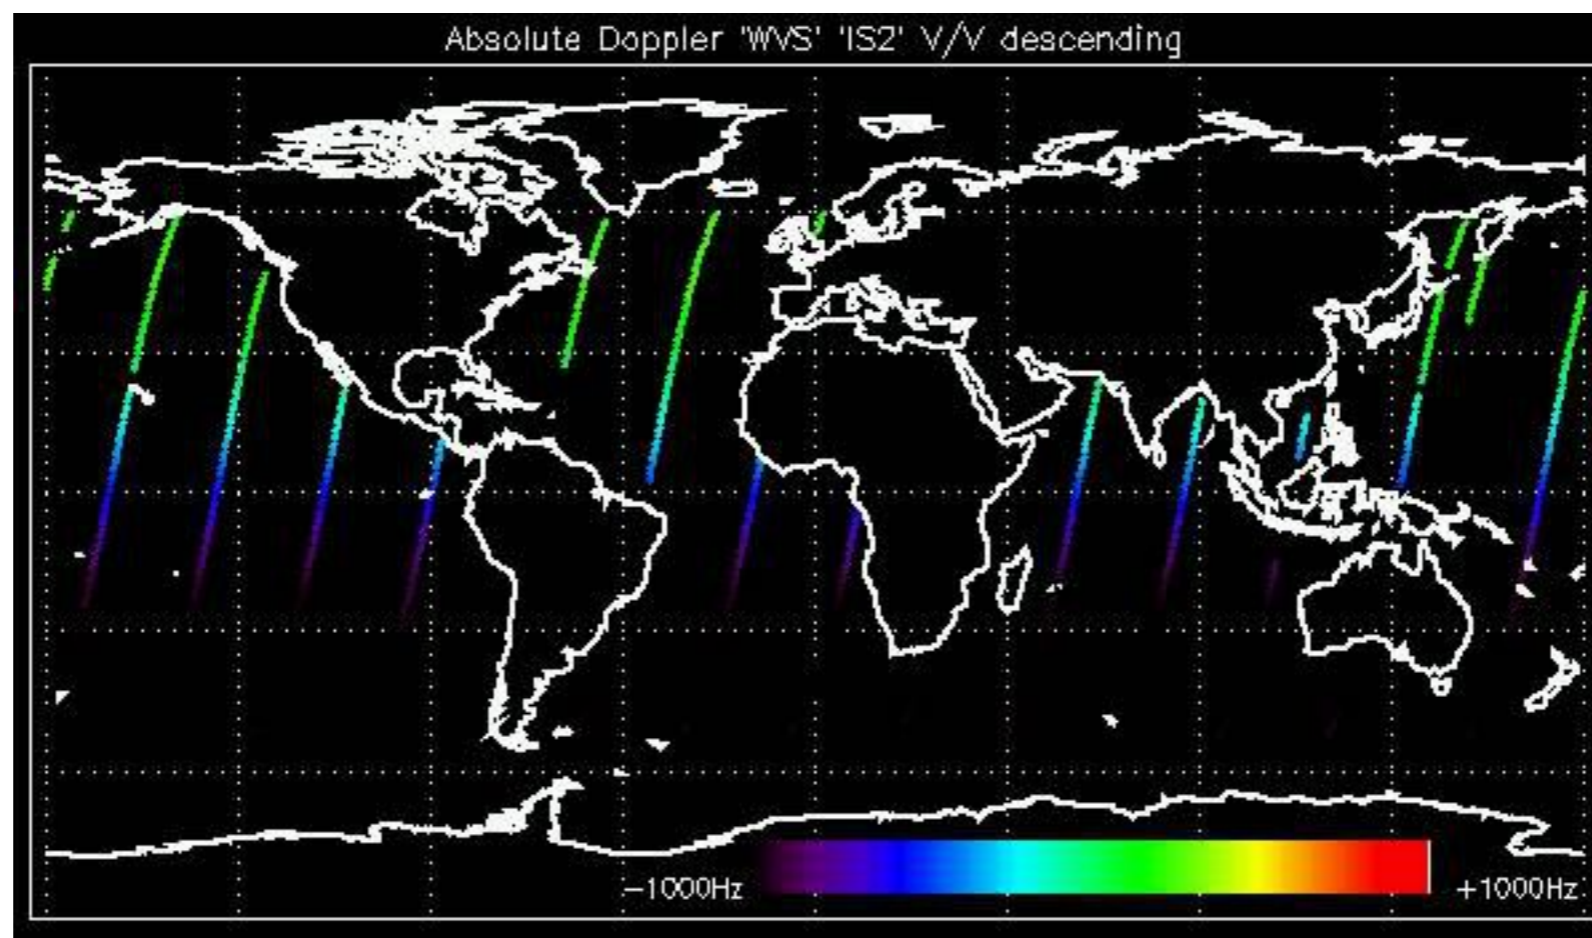 Absolute Doppler 'WVS' 'IS2' V/V descending
−1000Hz
+1000Hz